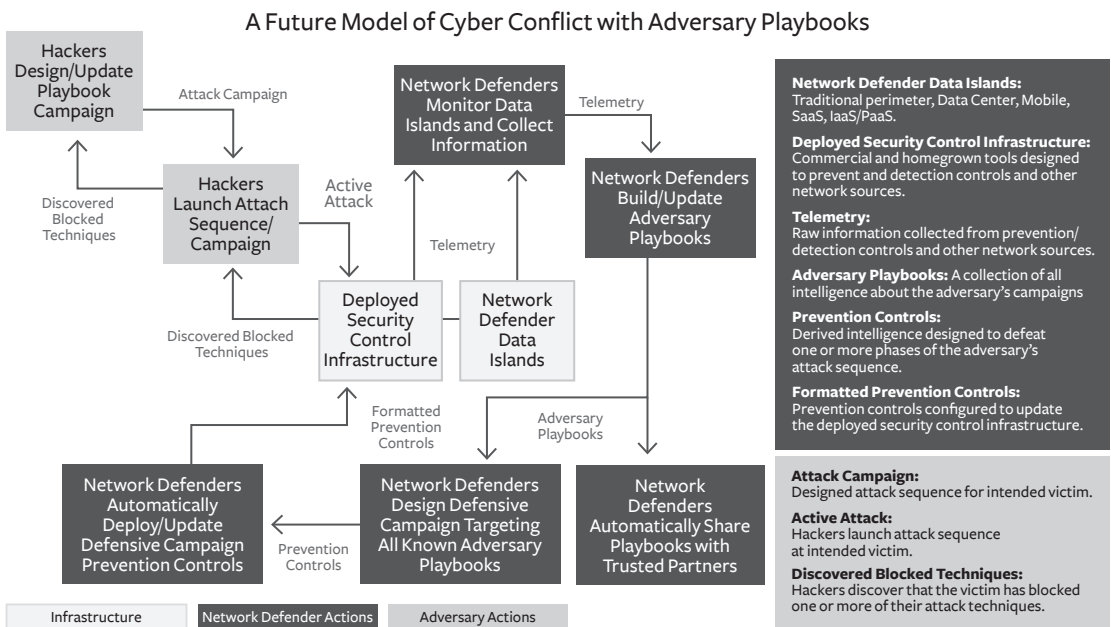 A Future Model of Cyber Conflict with Adversary Playbooks
Hackers
Design/Update
Playbook
Campaign
Attack Campaign
Discovered
Blocked
Techniques
Hackers
Launch Attach
Sequence/
Campaign
Active
Attack
Discovered Blocked
Techniques
Deployed
Security
Control
Infrastructure
Network
Defender
Data
Islands
Telemetry
Network Defenders
Monitor Data
Islands and Collect
Information
Telemetry
Network Defenders
Build/Update
Adversary
Playbooks
Adversary
Playbooks
Network
Defenders
Automatically Share
Playbooks with
Trusted Partners
Network Defenders
Design Defensive
Campaign Targeting
All Known Adversary
Playbooks
Prevention
Controls
Network Defenders
Automatically
Deploy/Update
Defensive Campaign
Prevention Controls
Formatted
Prevention
Controls
Infrastructure
Network Defender Actions
Adversary Actions
Network Defender Data Islands:
Traditional perimeter, Data Center, Mobile,
SaaS, IaaS/PaaS.
Deployed Security Control Infrastructure:
Commercial and homegrown tools designed
to prevent and detection controls and other
network sources.
Telemetry:
Raw information collected from prevention/
detection controls and other network sources.
Adversary Playbooks: A collection of all
intelligence about the adversary's campaigns
Prevention Controls:
Derived intelligence designed to defeat
one or more phases of the adversary's
attack sequence.
Formatted Prevention Controls:
Prevention controls configured to update
the deployed security control infrastructure.
Attack Campaign:
Designed attack sequence for intended victim.
Active Attack:
Hackers launch attack sequence
at intended victim.
Discovered Blocked Techniques:
Hackers discover that the victim has blocked
one or more of their attack techniques.